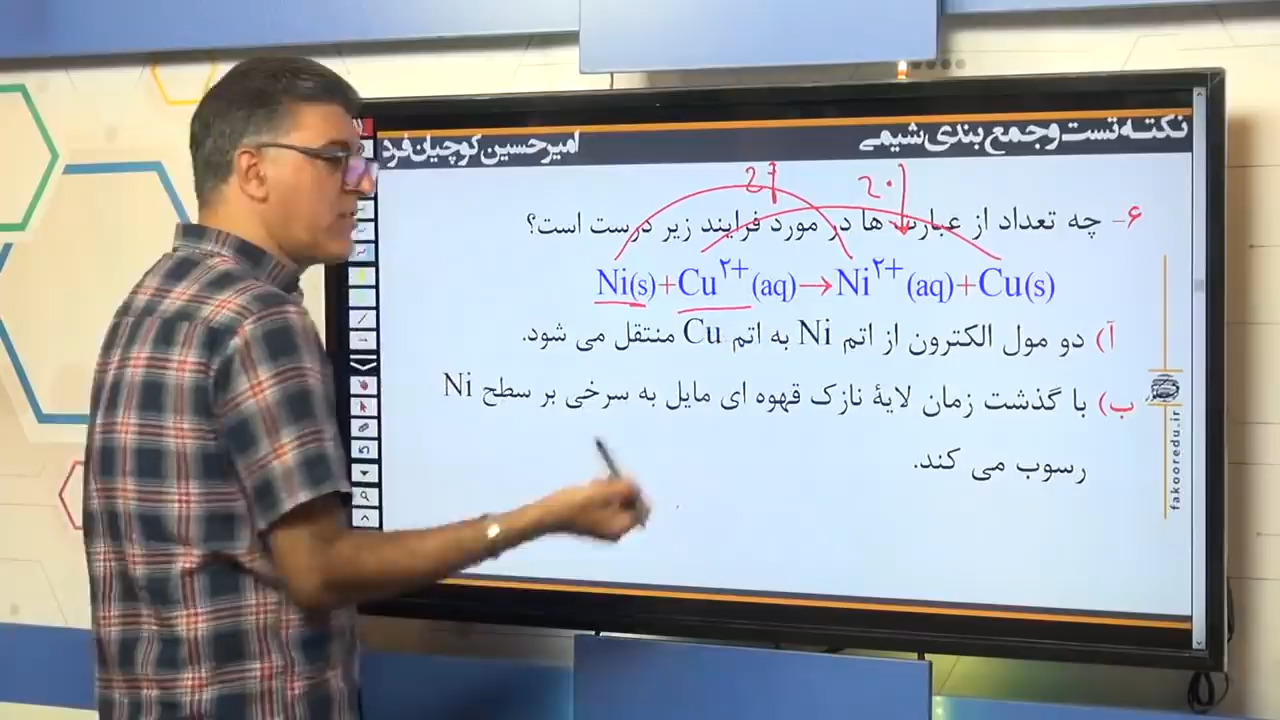 نکته تست و جمع بندی شیمی
امیرحسین کوچیان فرد
۶- چه تعداد از عبارت ها در مورد فرایند زیر درست است؟
Ni(s)+Cu²⁺(aq)→Ni²⁺(aq)+Cu(s)
آ) دو مول الکترون از اتم Ni به اتم Cu منتقل می شود.
ب) با گذشت زمان لایهٔ نازک قهوه ای مایل به سرخی بر سطح Ni
رسوب می کند.
fakooredu.ir